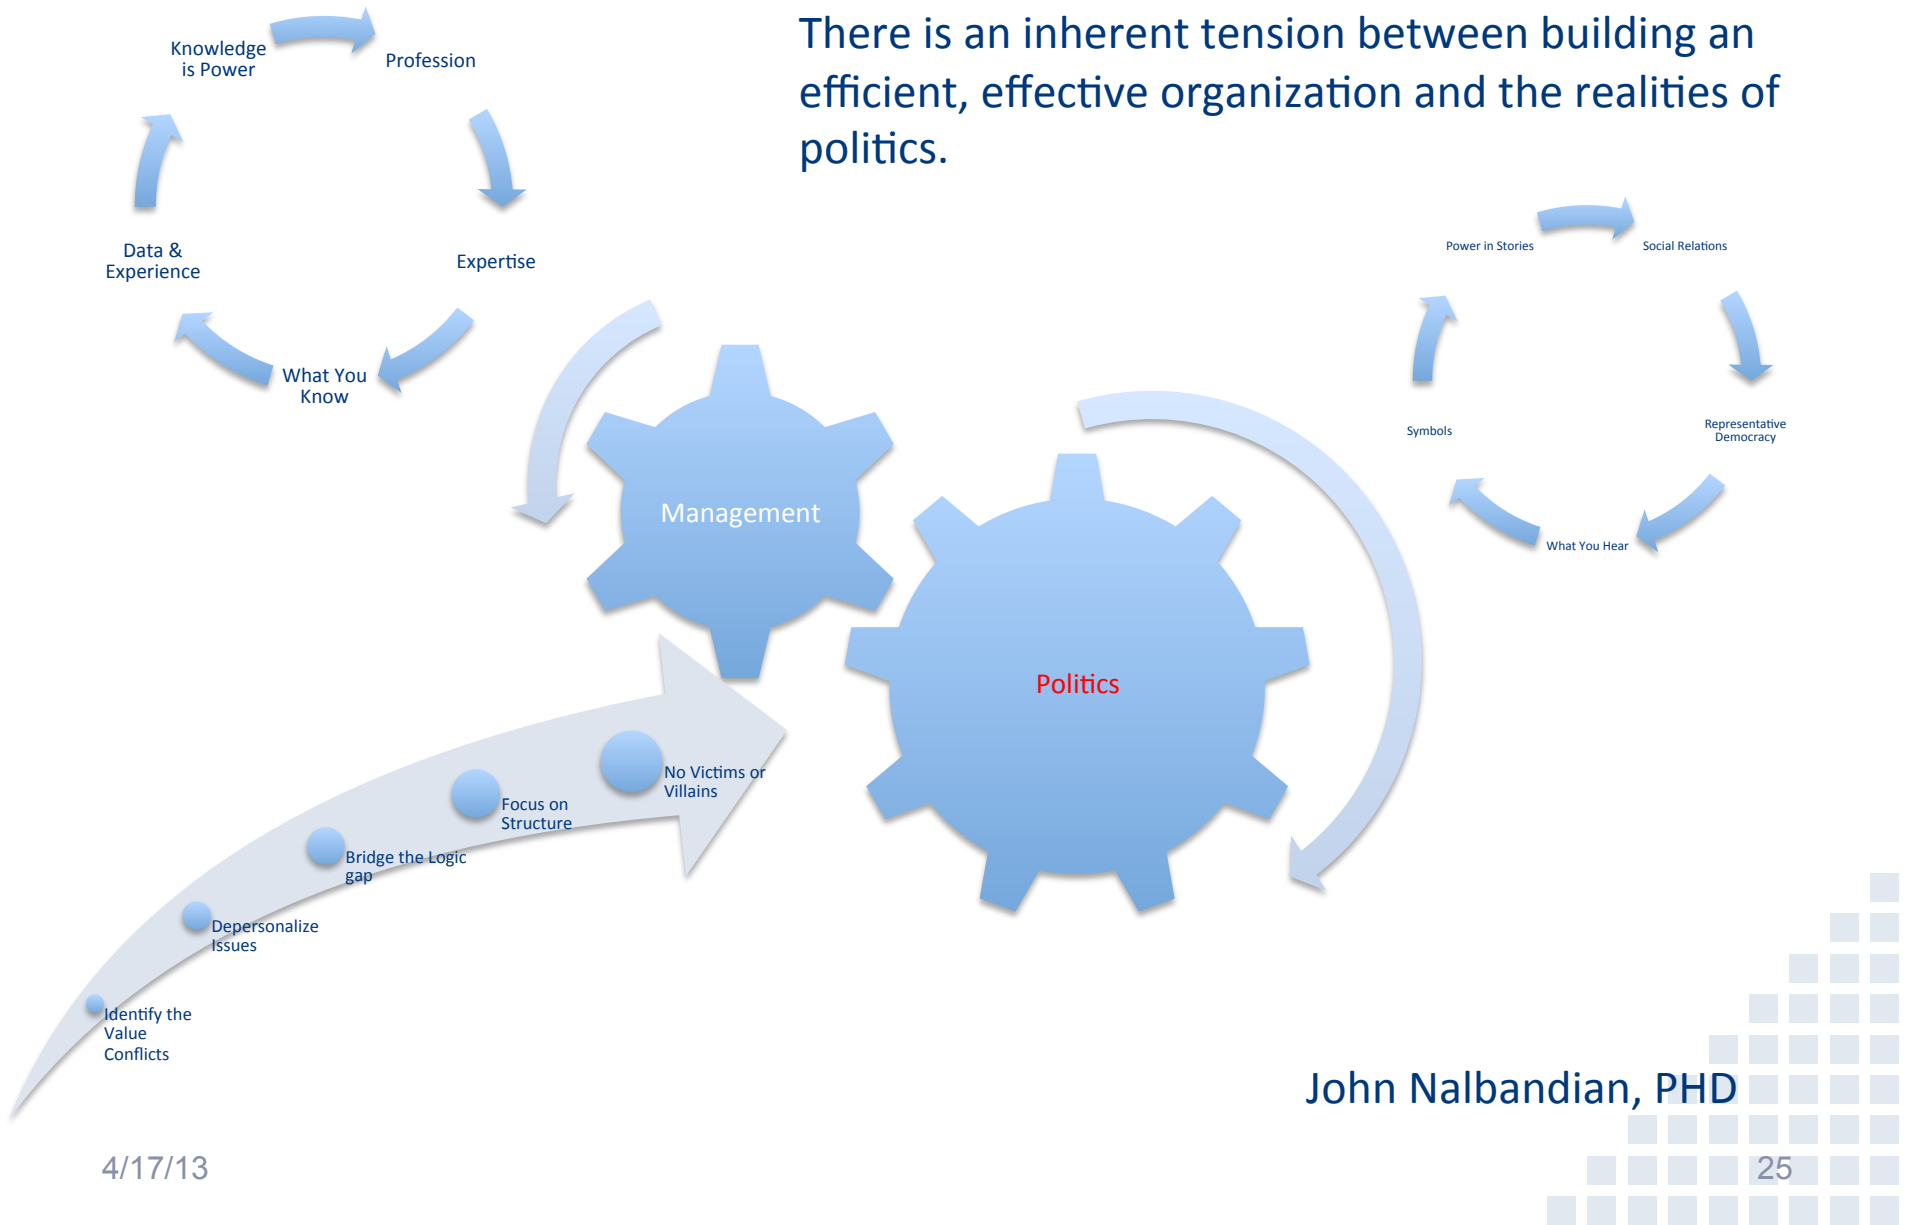 There is an inherent tension between building an
efficient, effective organization and the realities of
politics.
Knowledge
is Power
Profession
Expertise
What You
Know
Data &
Experience
Power in Stories
Social Relations
Representative
Democracy
What You Hear
Symbols
Management
Politics
No Victims or
Villains
Focus on
Structure
Bridge the Logic
gap
Depersonalize
Issues
Identify the
Value
Conflicts
John Nalbandian, PHD
4/17/13
25